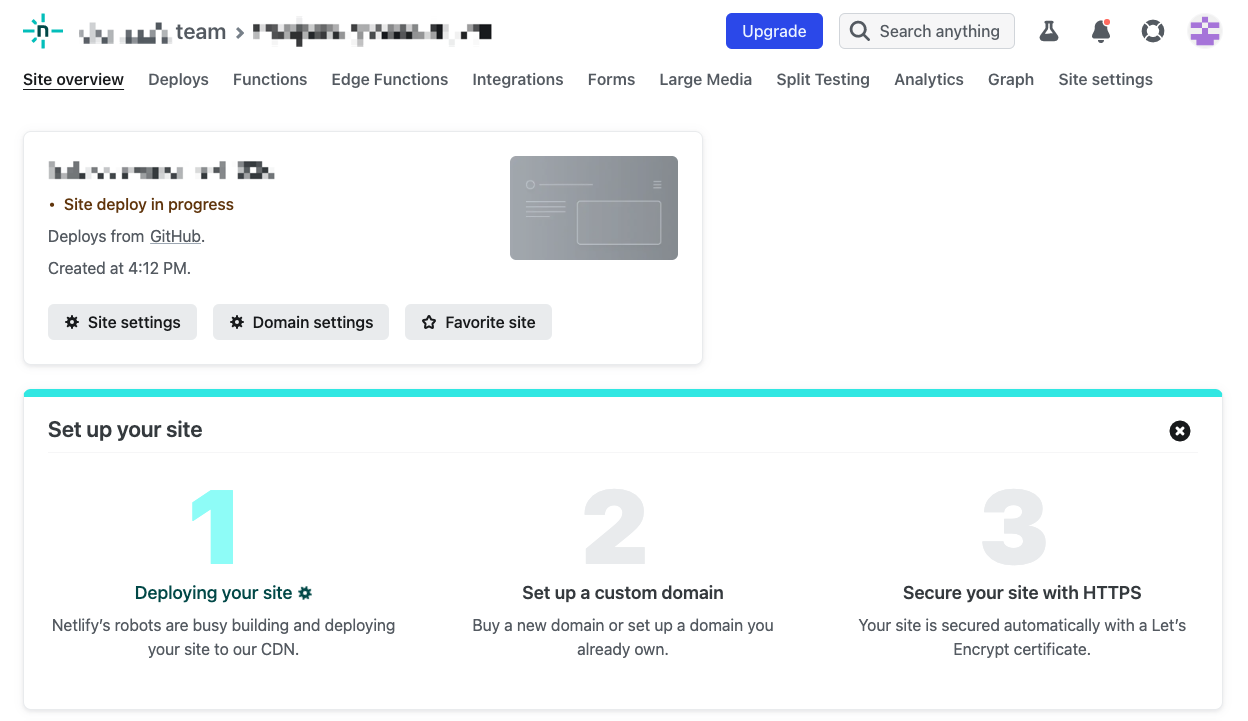 n team
Upgrade
Search anything
Site overview Deploys Functions Edge Functions Integrations Forms Large Media Split Testing Analytics Graph Site settings
Site deploy in progress
Deploys from GitHub.
Created at 4:12 PM.
Site settings
Domain settings
Favorite site
Set up your site
1
Deploying your site
Netlify’s robots are busy building and deploying
your site to our CDN.
2
Set up a custom domain
Buy a new domain or set up a domain you
already own.
3
Secure your site with HTTPS
Your site is secured automatically with a Let’s
Encrypt certificate.